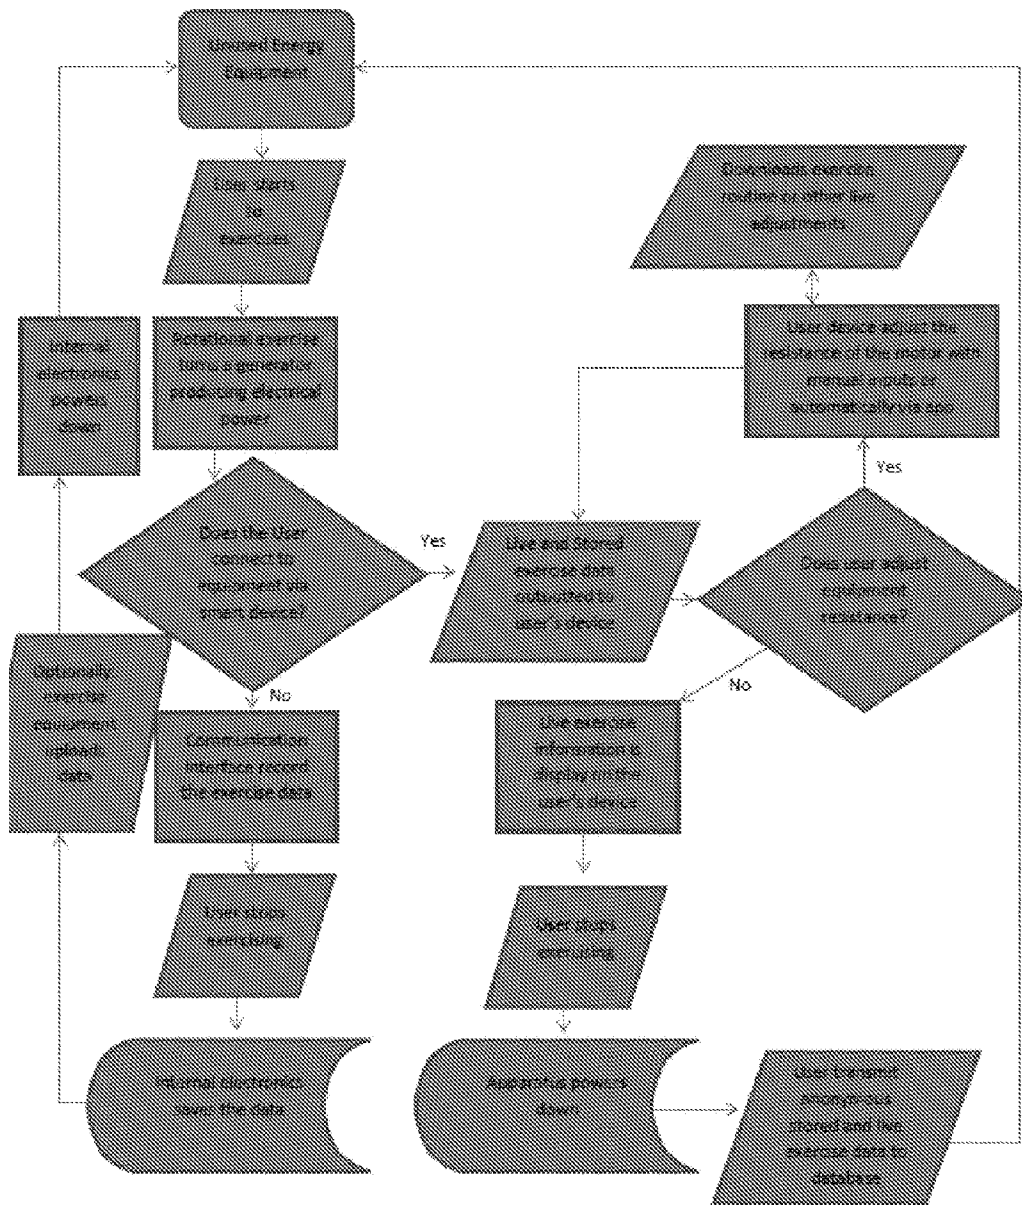 Unused Energy
Equipment
User starts
to
exercises
Downloads exercise
routine or other live
adjustments
Internal
electronics
powers
down
Rotational exercise
turns a generator
producing electrical
power
User device adjust the
resistance of the motor with
manual inputs or
automatically via app
Yes
Does the User
connect to
equipment via
smart device?
Yes
Live and Stored
exercise data
outputted to
user's device
Does user adjust
equipment
resistance?
No
No
Optionally
exercise
equipment
uploads
data
Communication
interface record
the exercise data
Live exercise
information is
display on the
user's device
User stops
exercising
User stops
exercising
Internal electronics
saves the data
Apparatus powers
down
User transmit
anonymous
stored and live
exercise data to
database